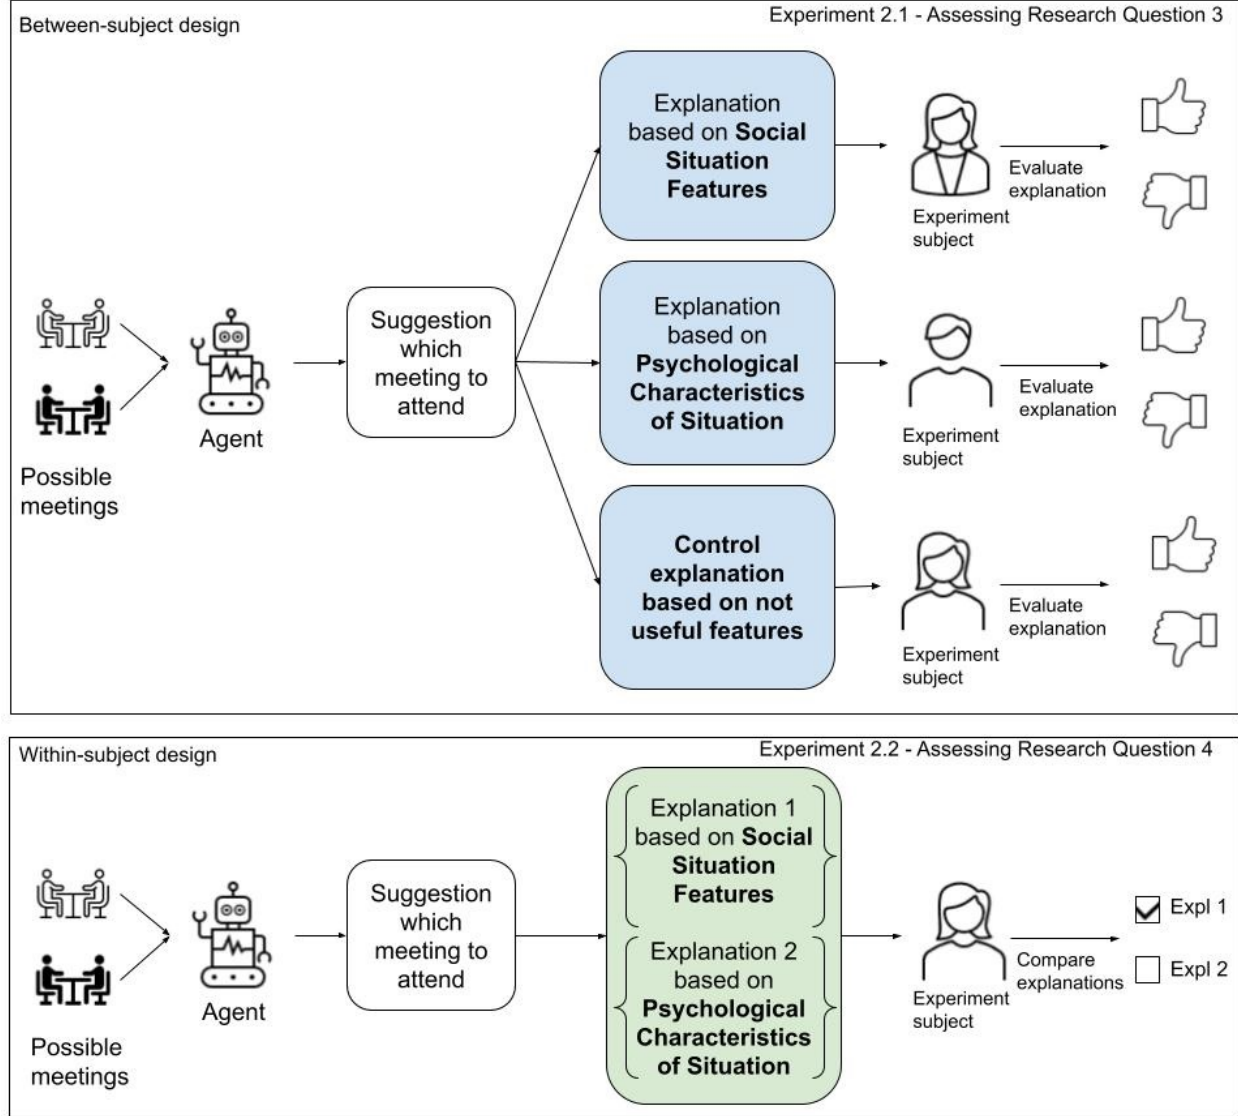 Between-subject design
Experiment 2.1 - Assessing Research Question 3
Explanation
based on Social
Situation
Features
Evaluate
explanation
Experiment
subject
Possible
meetings
Agent
Suggestion
which
meeting to
attend
Explanation
based on
Psychological
Characteristics
of Situation
Evaluate
explanation
Experiment
subject
Control
explanation
based on not
useful features
Evaluate
explanation
Experiment
subject
Within-subject design
Experiment 2.2 - Assessing Research Question 4
Possible
meetings
Agent
Suggestion
which
meeting to
attend
Explanation 1
based on Social
Situation
Features
Explanation 2
based on
Psychological
Characteristics
of Situation
Experiment
subject
Compare
explanations
Expl 1
Expl 2